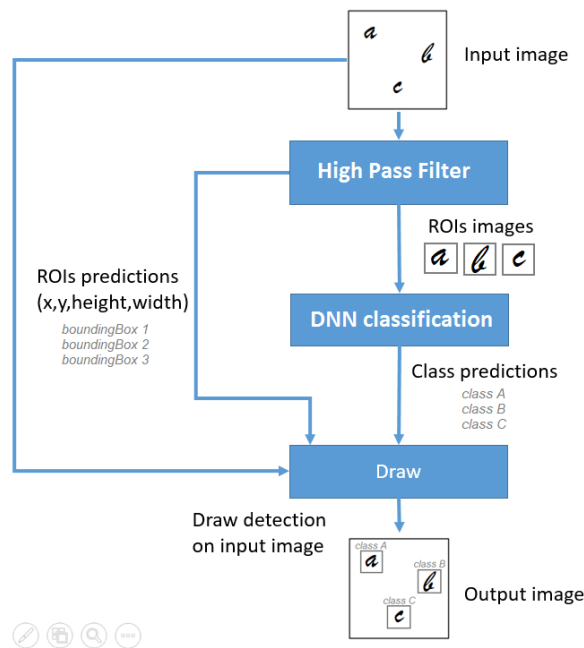 a
b
c
Input image
High Pass Filter
ROIs images
a b c
ROIs predictions
(x,y,height,width)
boundingBox 1
boundingBox 2
boundingBox 3
DNN classification
Class predictions
class A
class B
class C
Draw
Draw detection
on input image
class A
a
class B
b
class C
c
Output image